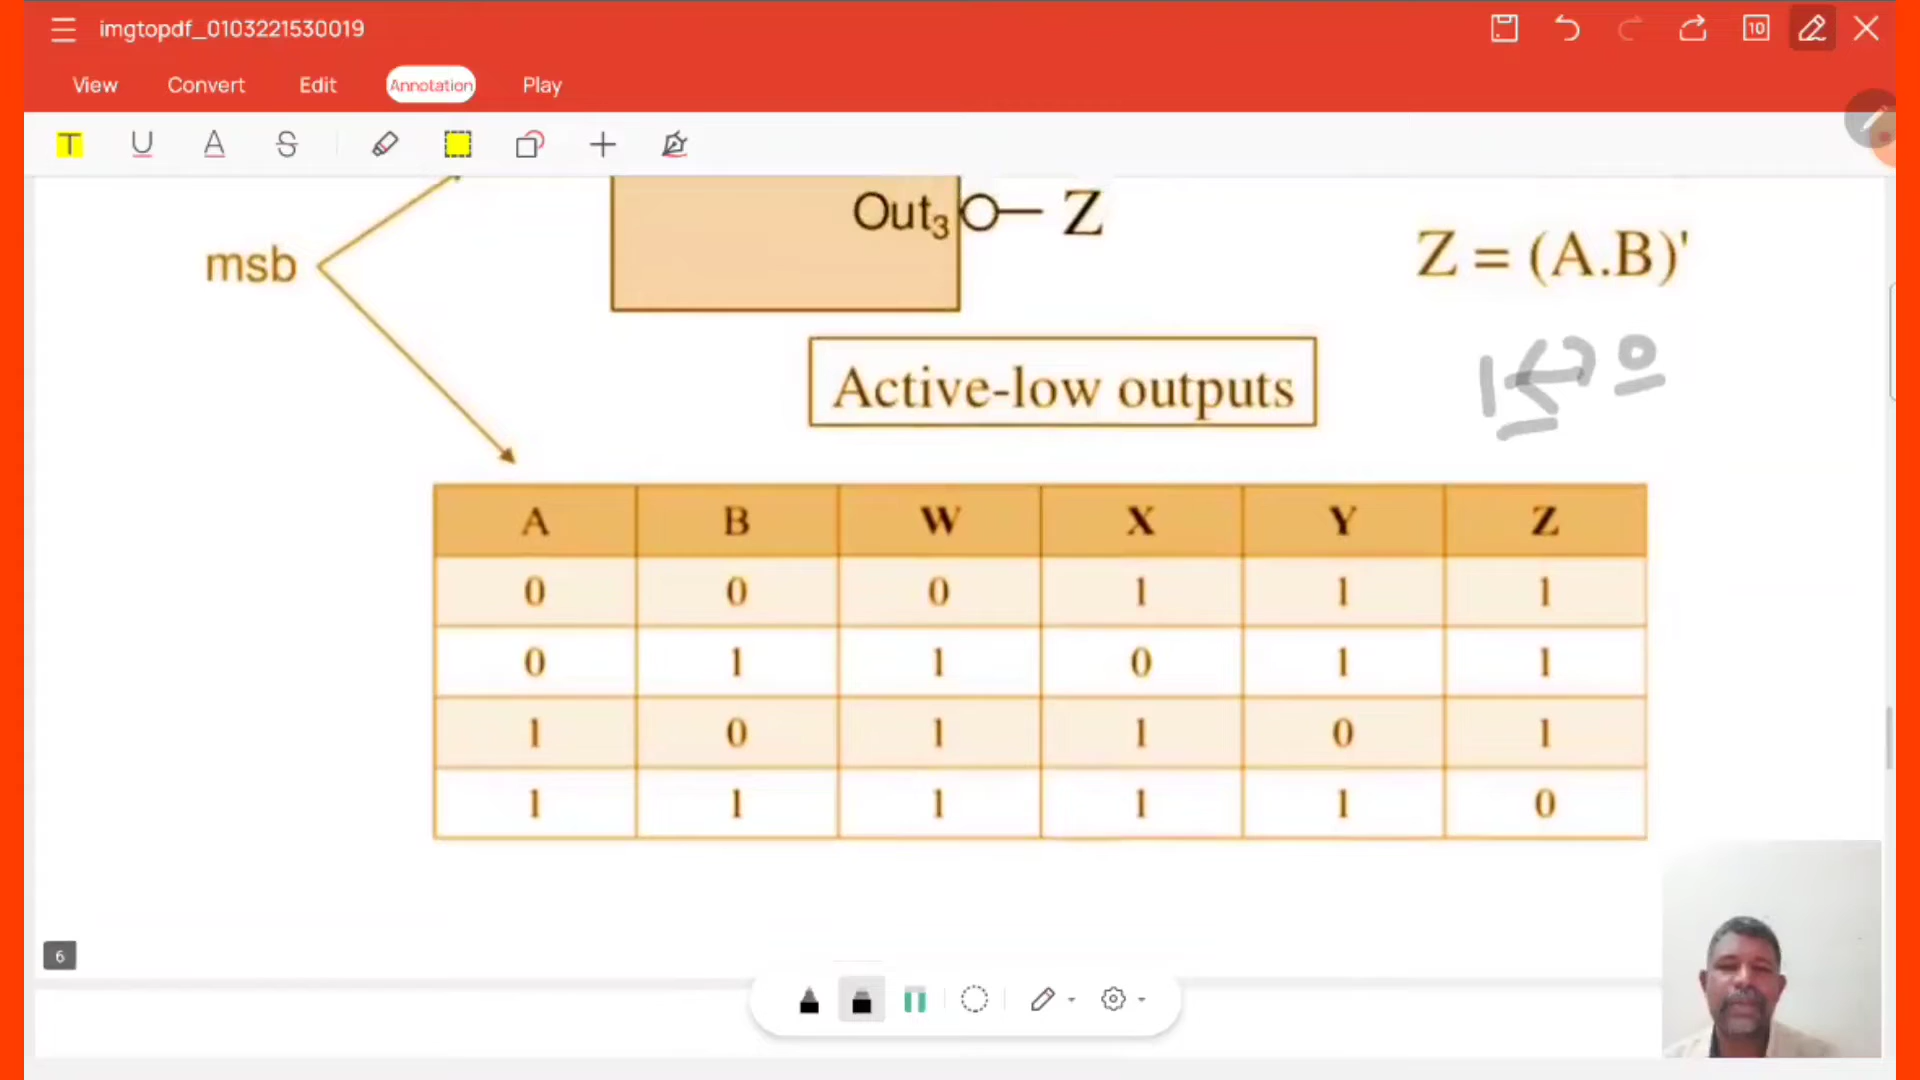 imgtopdf_0103221530019
10
View Convert Edit Annotation Play
T U A S
Out3 Z
msb
Z = (A.B)'
Active-low outputs
A B W X Y Z
0 0 0 1 1 1
0 1 1 0 1 1
1 0 1 1 0 1
1 1 1 1 1 0
6